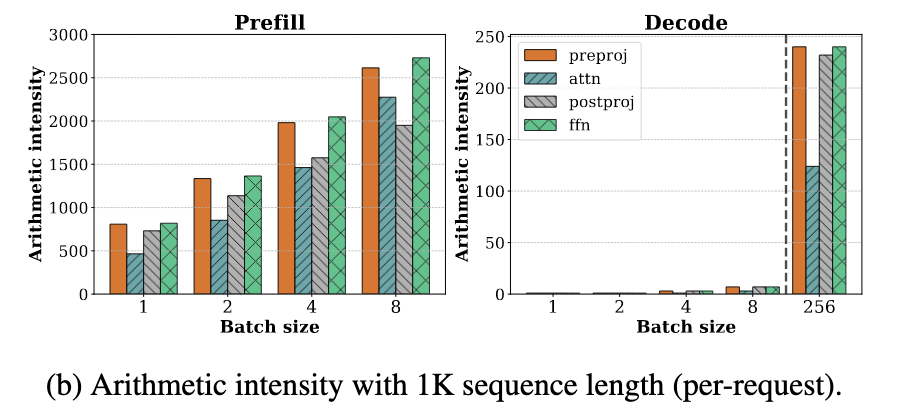 Prefill
Arithmetic intensity
3000
2500
2000
1500
1000
500
0
1 2 4 8
Batch size
Decode
Arithmetic intensity
250
200
150
100
50
0
preproj
attn
postproj
ffn
1 2 4 8 256
Batch size
(b) Arithmetic intensity with 1K sequence length (per-request).